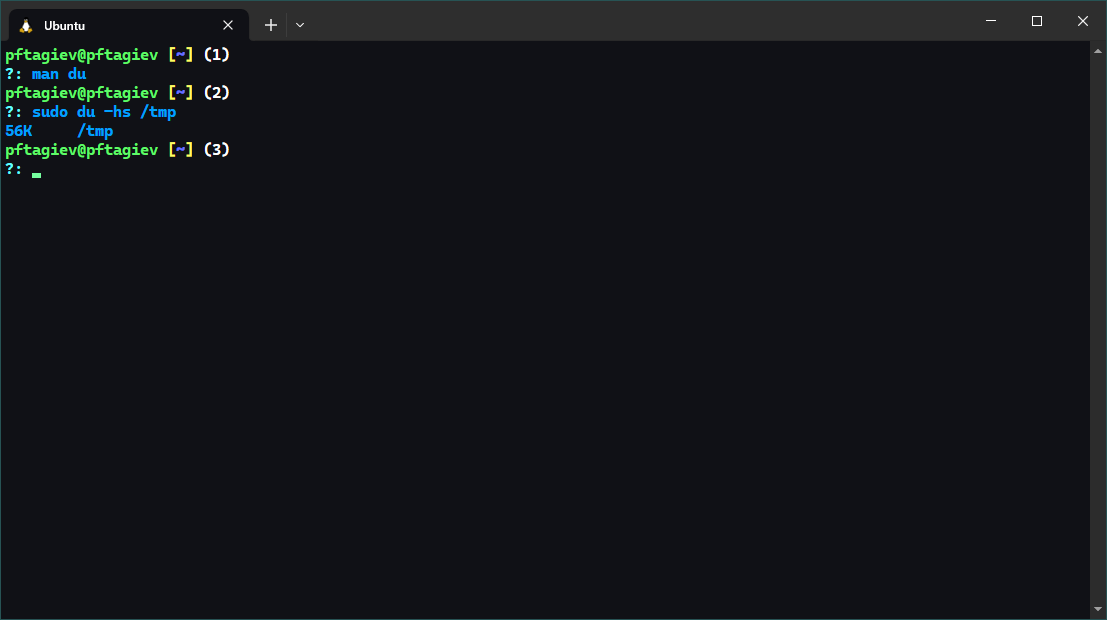 Ubuntu
pftagiev@pftagiev [~] (1)
?: man du
pftagiev@pftagiev [~] (2)
?: sudo du -hs /tmp
56K     /tmp
pftagiev@pftagiev [~] (3)
?: